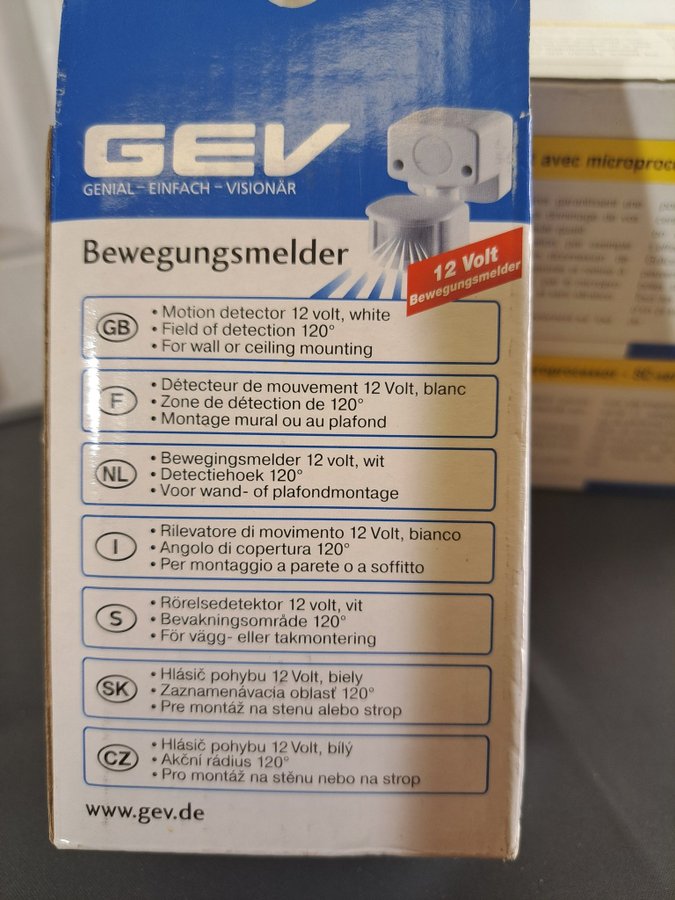 GEV
GENIAL – EINFACH – VISIONÄR
Bewegungsmelder
12 Volt
Bewegungsmelder
GB
• Motion detector 12 volt, white
• Field of detection 120°
• For wall or ceiling mounting
F
• Détecteur de mouvement 12 Volt, blanc
• Zone de détection de 120°
• Montage mural ou au plafond
NL
• Bewegingsmelder 12 volt, wit
• Detectiehoek 120°
• Voor wand- of plafondmontage
I
• Rilevatore di movimento 12 Volt, bianco
• Angolo di copertura 120°
• Per montaggio a parete o a soffitto
S
• Rörelsedetektor 12 volt, vit
• Bevakningsområde 120°
• För vägg- eller takmontering
SK
• Hlásič pohybu 12 Volt, biely
• Zaznamenávacia oblasť 120°
• Pre montáž na stenu alebo strop
CZ
• Hlásič pohybu 12 Volt, bílý
• Akční rádius 120°
• Pro montáž na stěnu nebo na strop
www.gev.de
avec